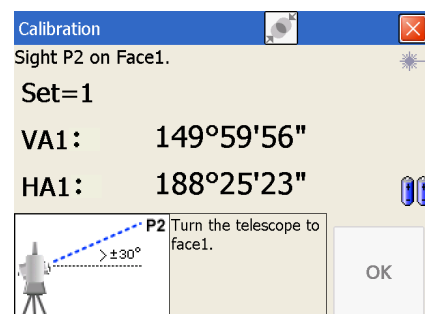 Calibration
Sight P2 on Face1.
Set=1
VA1: 149°59'56"
HA1: 188°25'23"
P2
>±30°
Turn the telescope to
face1.
OK